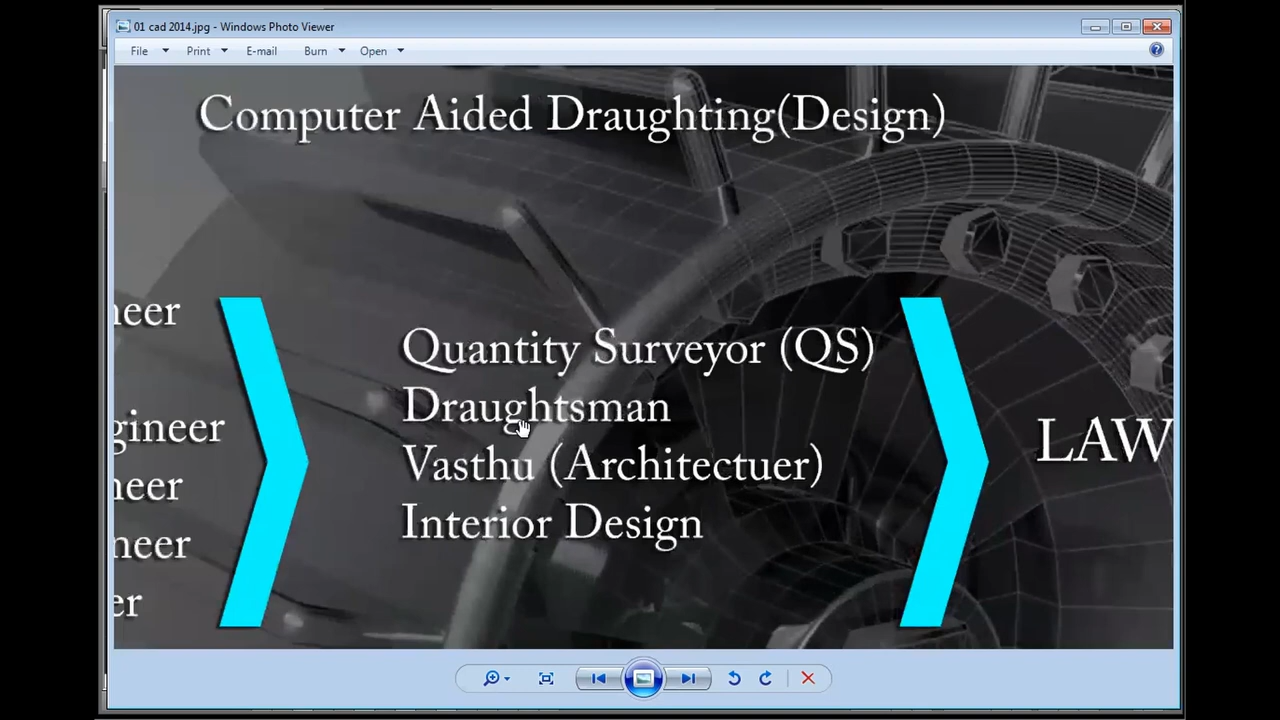 01 cad 2014.jpg - Windows Photo Viewer
File Print E-mail Burn Open
Computer Aided Draughting(Design)
neer
gineer
neer
neer
er
Quantity Surveyor (QS)
Draughtsman
Vasthu (Architectuer)
Interior Design
LAW